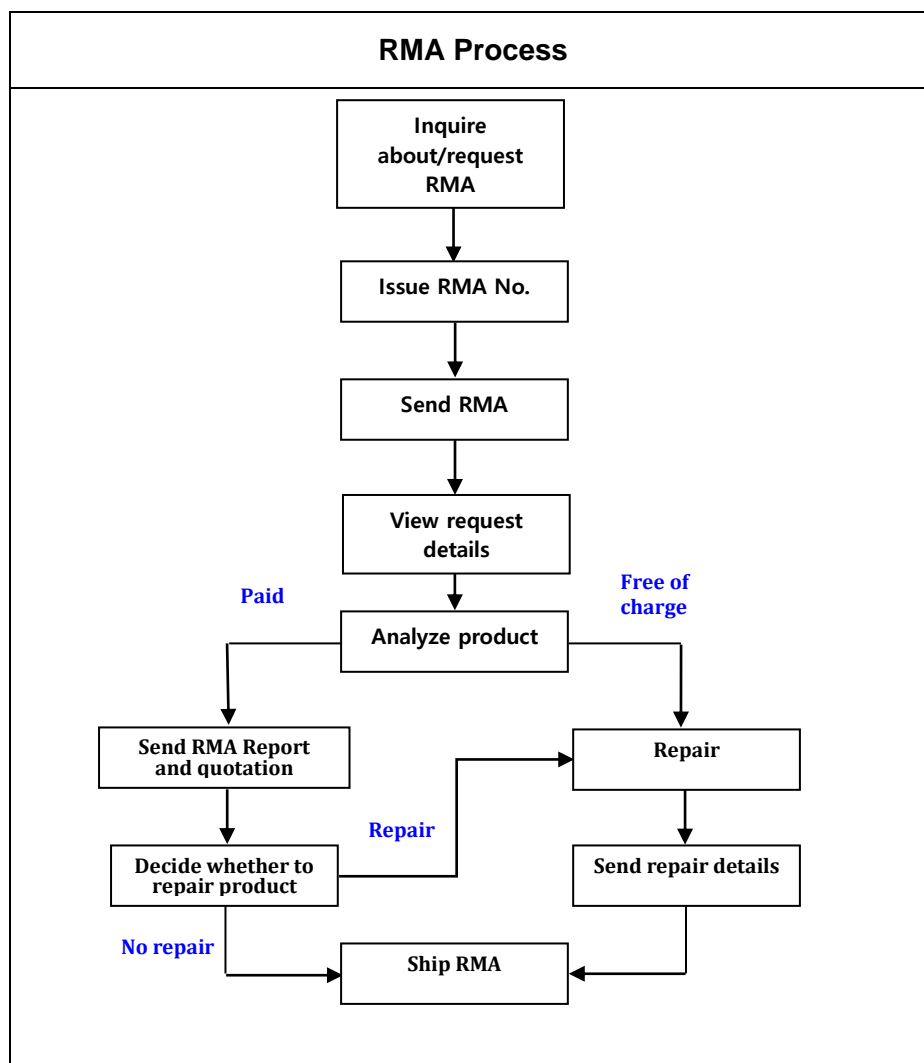 RMA Process
Inquire
about/request
RMA
Issue RMA No.
Send RMA
View request
details
Paid
Free of
charge
Analyze product
Send RMA Report
and quotation
Repair
Repair
Decide whether to
repair product
Send repair details
No repair
Ship RMA